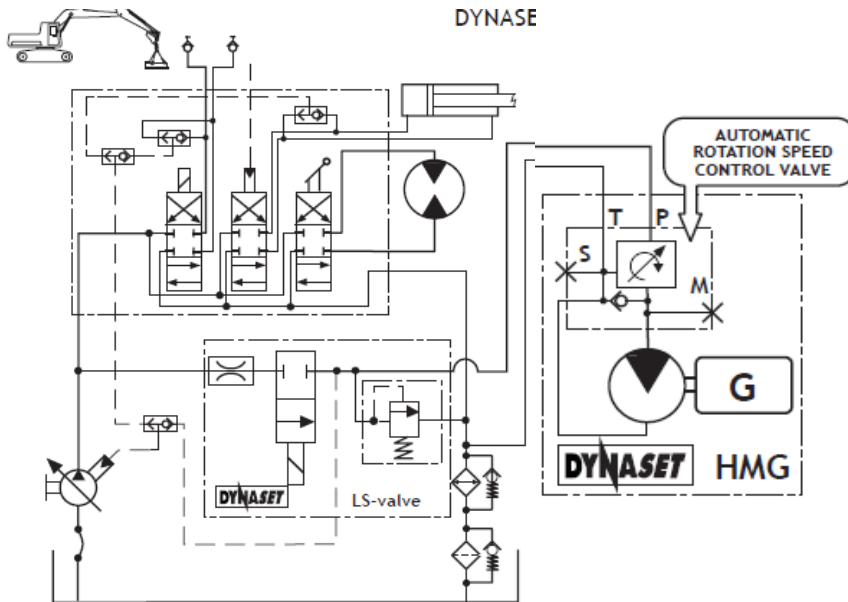 DYNASE
AUTOMATIC
ROTATION SPEED
CONTROL VALVE
T P
S
M
G
DYNASET HMG
DYNASET
LS-valve